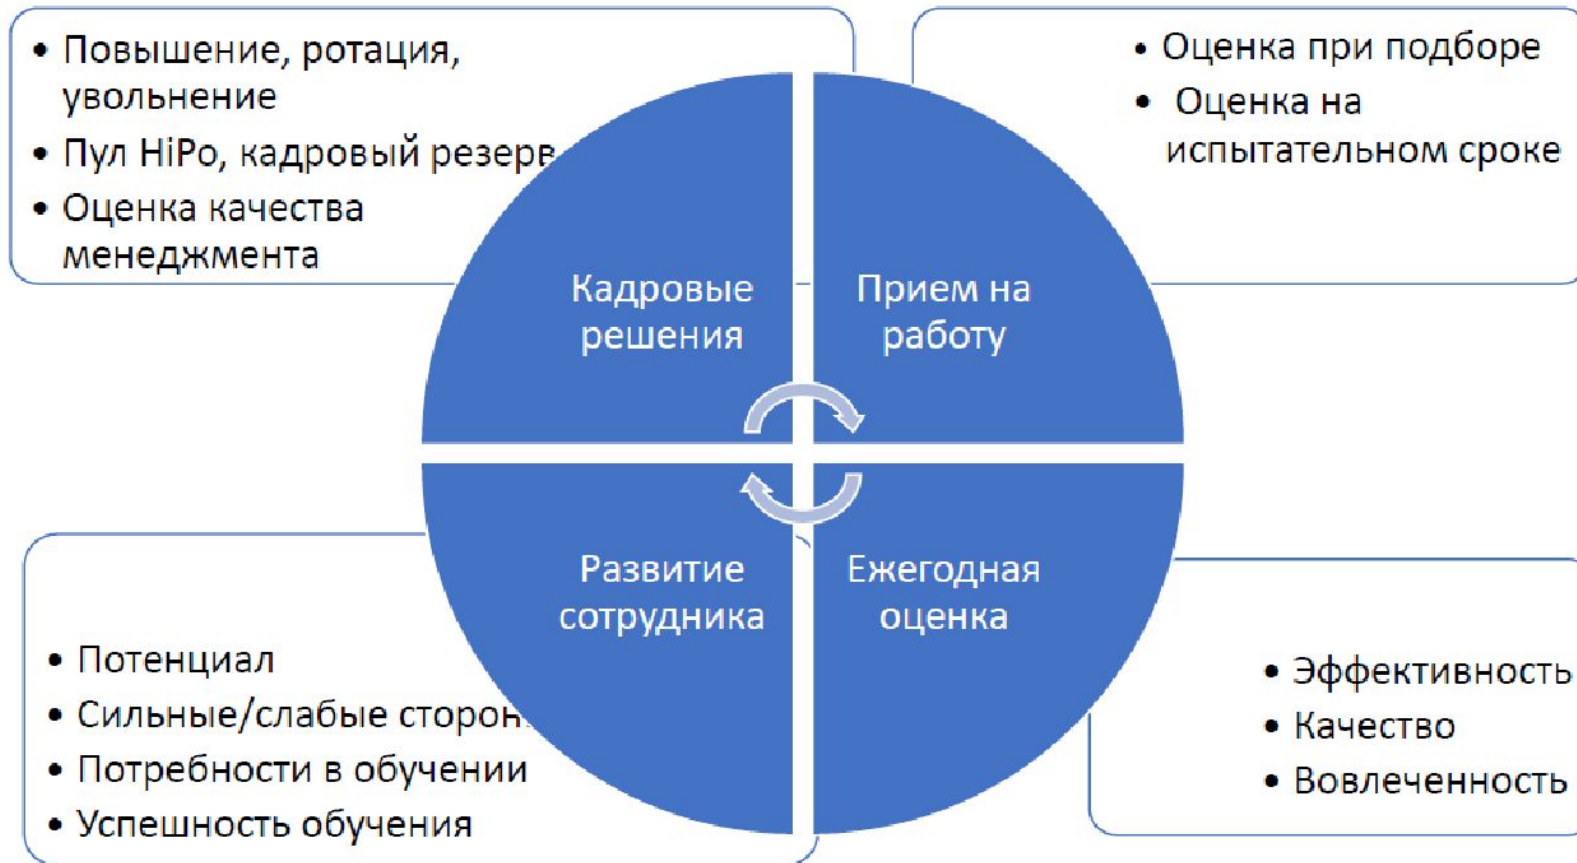 • Повышение, ротация,
увольнение
• Пул HiPo, кадровый резерв
• Оценка качества
менеджмента
• Оценка при подборе
• Оценка на
испытательном сроке
Кадровые
решения
Прием на
работу
Развитие
сотрудника
Ежегодная
оценка
• Потенциал
• Сильные/слабые
• Потребности в обучении
• Успешность обучения
• Эффективность
• Качество
• Вовлеченность